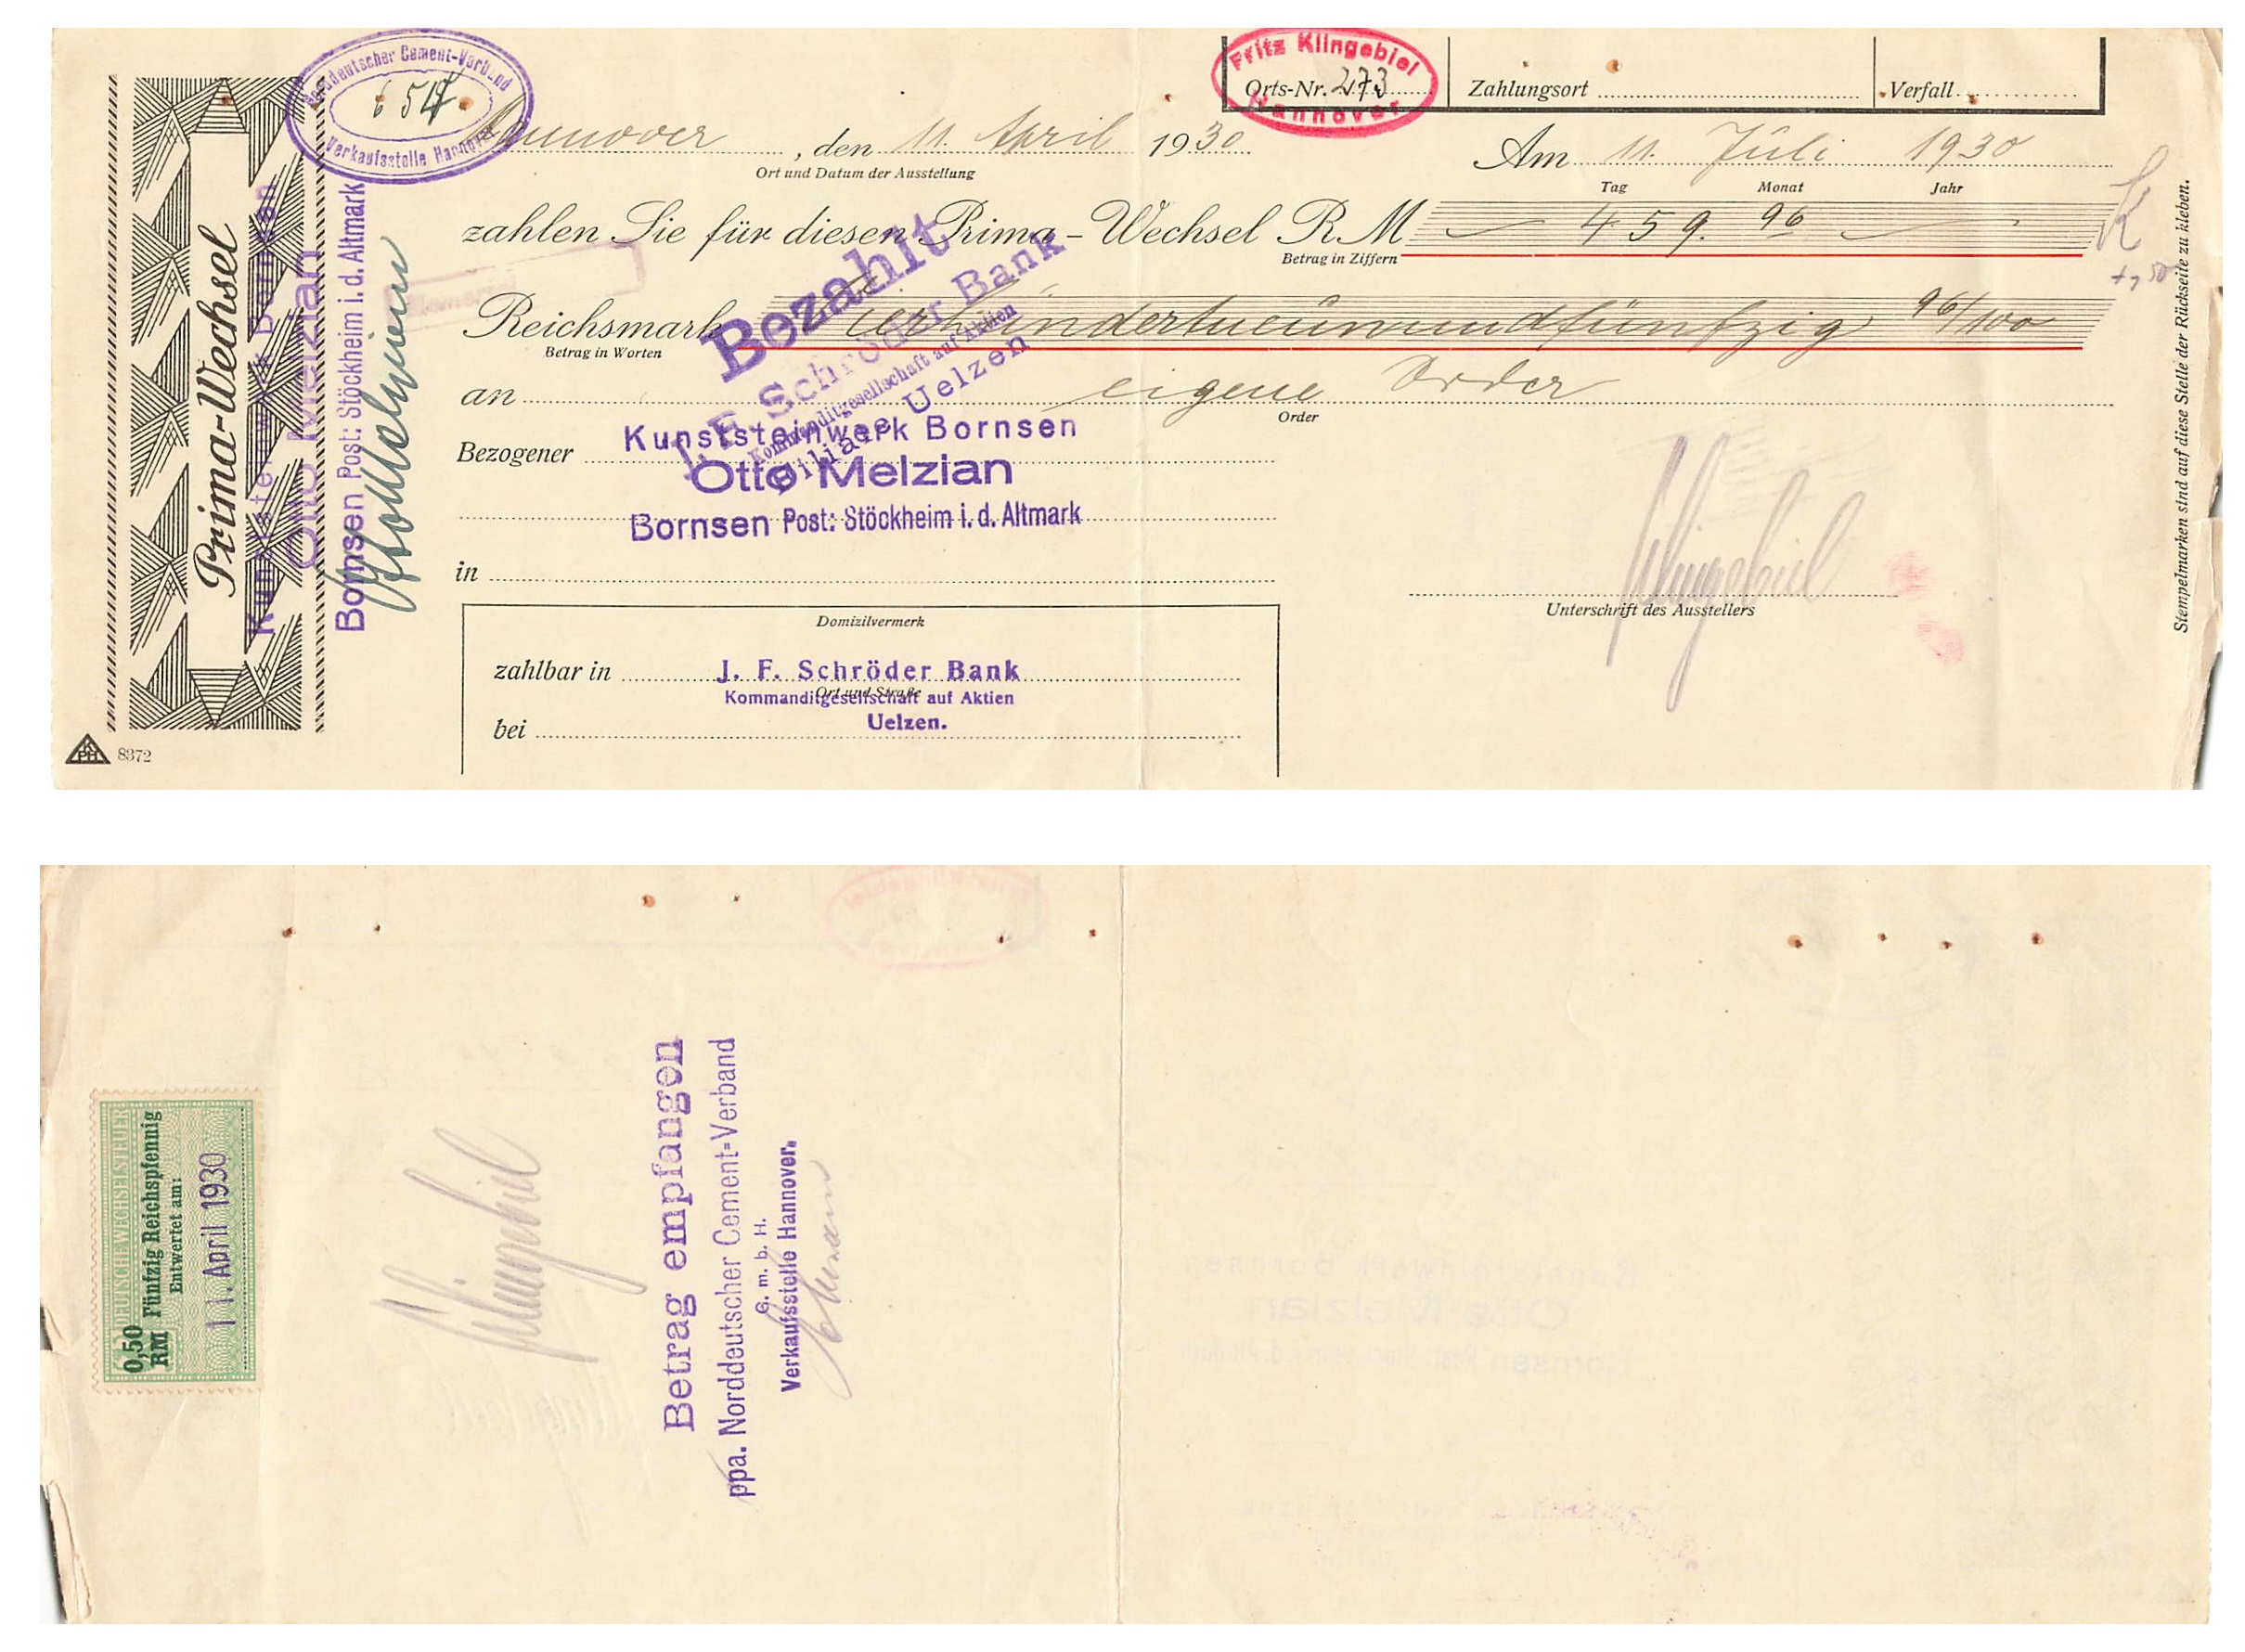 Norddeutscher Cement-Verband
Verkaufsstelle Hannover
Fritz Klingebiel
Hannover
Orts-Nr. 273
Zahlungsort
Verfall
Hannover, den 11. April 1930
Ort und Datum der Ausstellung
Am 11. Juli 1930
Tag Monat Jahr
zahlen Sie für diesen Prima-Wechsel RM 459.96
Betrag in Ziffern
Reichsmark Vierhundertneunundfünfzig 96/100
Betrag in Worten
an eigene Order
Order
Bezahlt
J. F. Schröder Bank
Kommanditgesellschaft auf Aktien
Filiale Uelzen
Bezogener Kunststeinwerk Bornsen
Otto Melzian
Bornsen Post: Stöckheim i. d. Altmark
in
Klingebiel
Unterschrift des Ausstellers
Domizilvermerk
zahlbar in J. F. Schröder Bank
Ort und Straße
Kommanditgesellschaft auf Aktien
Uelzen.
bei
Prima-Wechsel
Kunststeinwerk Bornsen
Otto Melzian
Bornsen Post: Stöckheim i. d. Altmark
8372
Stempelmarken sind auf diese Stelle der Rückseite zu kleben.
DEUTSCHE WECHSELSTEUER
0,50 RM Fünfzig Reichspfennig
Entwertet am:
11. April 1930
Klingebiel
Betrag empfangen
ppa. Norddeutscher Cement-Verband
G. m. b. H.
Verkaufsstelle Hannover.